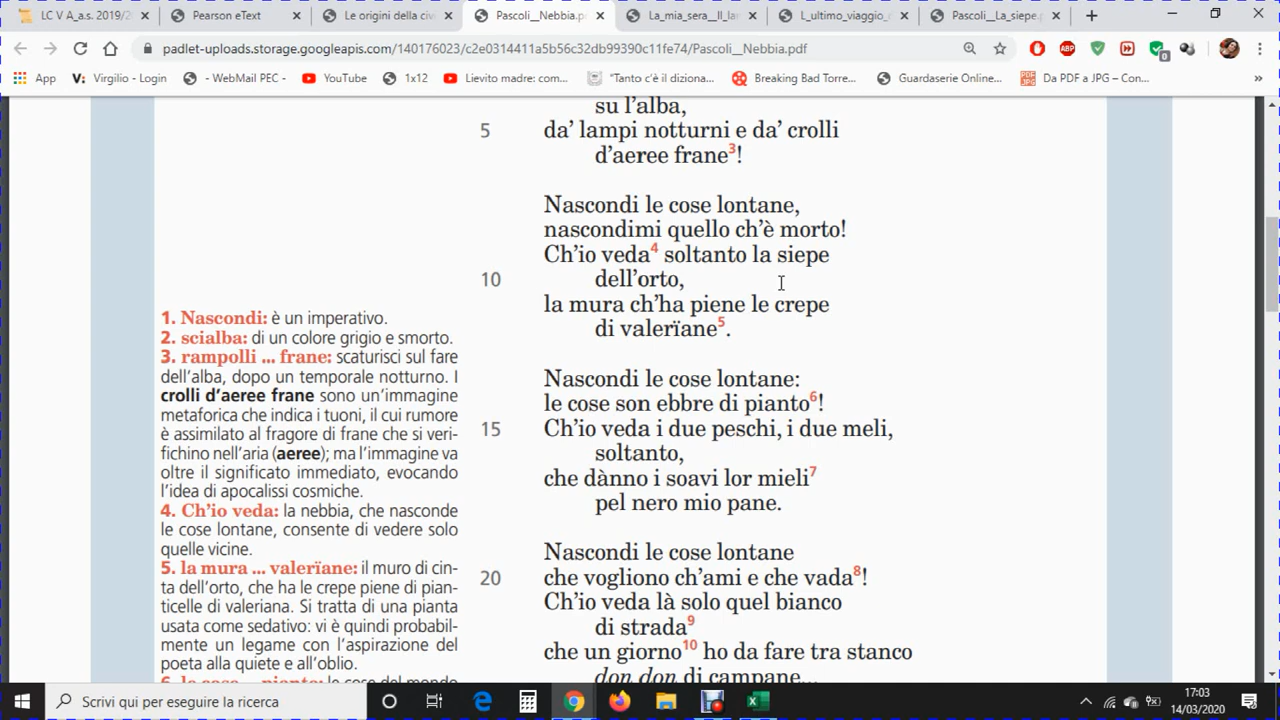 LC V A_a.s. 2019/2
Pearson eText
Le origini della civ
Pascoli__Nebbia.p
La_mia_sera__Il_la
L_ultimo_viaggio_
Pascoli__La_siepe.p
padlet-uploads.storage.googleapis.com/140176023/c2e0314411a5b56c32db99390c11fe74/Pascoli__Nebbia.pdf
App
Virgilio - Login
- WebMail PEC -
YouTube
1x12
Lievito madre: com...
"Tanto c'è il diziona...
Breaking Bad Torre...
Guardaserie Online...
Da PDF a JPG – Con...
su l'alba,
5 da' lampi notturni e da' crolli
d'aeree frane3!
Nascondi le cose lontane,
nascondimi quello ch'è morto!
Ch'io veda4 soltanto la siepe
10 dell'orto,
la mura ch'ha piene le crepe
di valerïane5.
Nascondi le cose lontane:
le cose son ebbre di pianto6!
15 Ch'io veda i due peschi, i due meli,
soltanto,
che dànno i soavi lor mieli7
pel nero mio pane.
Nascondi le cose lontane
20 che vogliono ch'ami e che vada8!
Ch'io veda là solo quel bianco
di strada9
che un giorno10 ho da fare tra stanco
don don di campane...
1. Nascondi: è un imperativo.
2. scialba: di un colore grigio e smorto.
3. rampolli ... frane: scaturisci sul fare
dell'alba, dopo un temporale notturno. I
crolli d'aeree frane sono un'immagine
metaforica che indica i tuoni, il cui rumore
è assimilato al fragore di frane che si veri-
fichino nell'aria (aeree); ma l'immagine va
oltre il significato immediato, evocando
l'idea di apocalissi cosmiche.
4. Ch'io veda: la nebbia, che nasconde
le cose lontane, consente di vedere solo
quelle vicine.
5. la mura ... valerïane: il muro di cin-
ta dell'orto, che ha le crepe piene di pian-
ticelle di valeriana. Si tratta di una pianta
usata come sedativo: vi è quindi probabil-
mente un legame con l'aspirazione del
poeta alla quiete e all'oblio.
Scrivi qui per eseguire la ricerca
17:03
14/03/2020